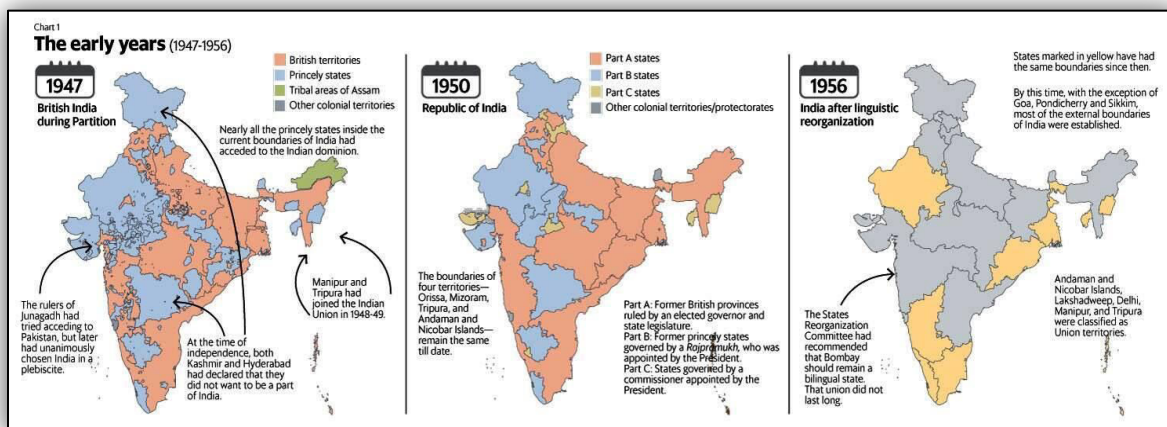 Chart 1
The early years (1947-1956)
1947
British India
during Partition
British territories
Princely states
Tribal areas of Assam
Other colonial territories
Nearly all the princely states inside the
current boundaries of India had
acceded to the Indian dominion.
The rulers of
Junagadh had
tried acceding to
Pakistan, but later
had unanimously
chosen India in a
plebiscite.
At the time of
independence, both
Kashmir and Hyderabad
had declared that they
did not want to be a part
of India.
Manipur and
Tripura had
joined the Indian
Union in 1948-49.
1950
Republic of India
Part A states
Part B states
Part C states
Other colonial territories/protectorates
The boundaries of
four territories—
Orissa, Mizoram,
Tripura, and
Andaman and
Nicobar Islands—
remain the same
till date.
Part A: Former British provinces
ruled by an elected governor and
state legislature.
Part B: Former princely states
governed by a Rajpramukh, who was
appointed by the President.
Part C: States governed by a
commissioner appointed by the
President.
1956
India after linguistic
reorganization
States marked in yellow have had
the same boundaries since then.
By this time, with the exception of
Goa, Pondicherry and Sikkim,
most of the external boundaries
of India were established.
The States
Reorganization
Committee had
recommended
that Bombay
should remain a
bilingual state.
That union did not
last long.
Andaman and
Nicobar Islands,
Lakshadweep, Delhi,
Manipur, and Tripura
were classified as
Union territories.